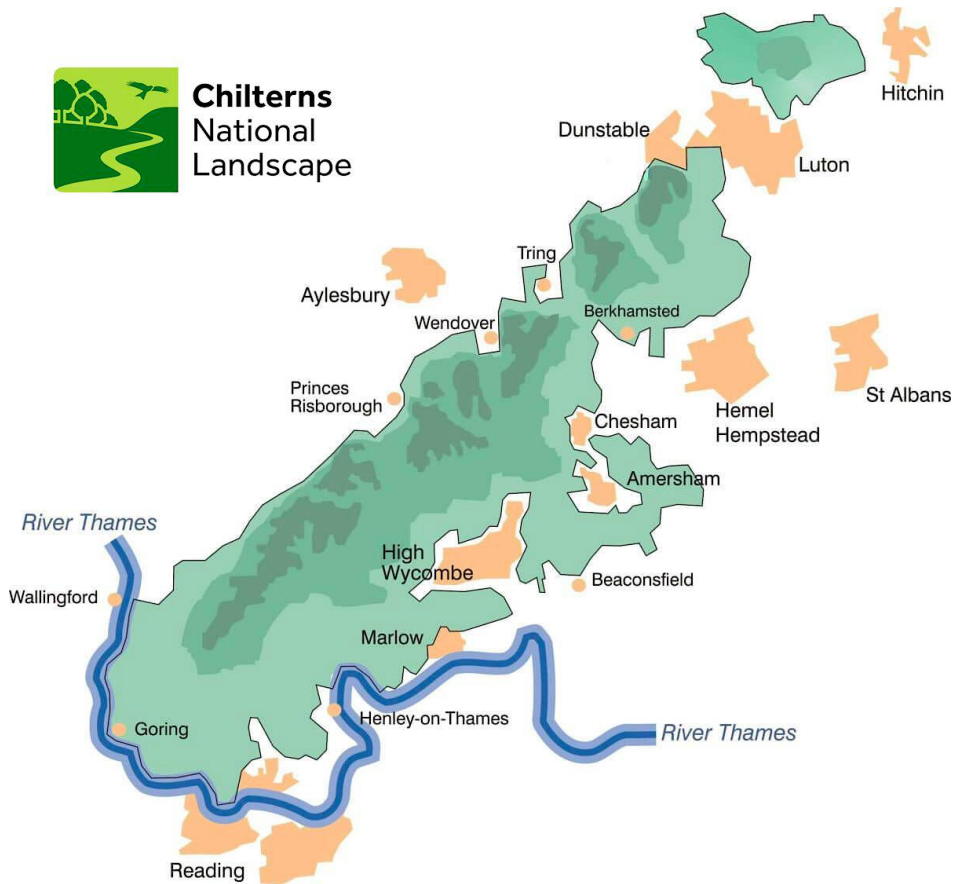 Chilterns
National
Landscape
Hitchin
Dunstable
Luton
Tring
Aylesbury
Wendover
Berkhamsted
Princes
Risborough
St Albans
Hemel
Hempstead
Chesham
Amersham
River Thames
High
Wycombe
Beaconsfield
Wallingford
Marlow
Henley-on-Thames
Goring
River Thames
Reading